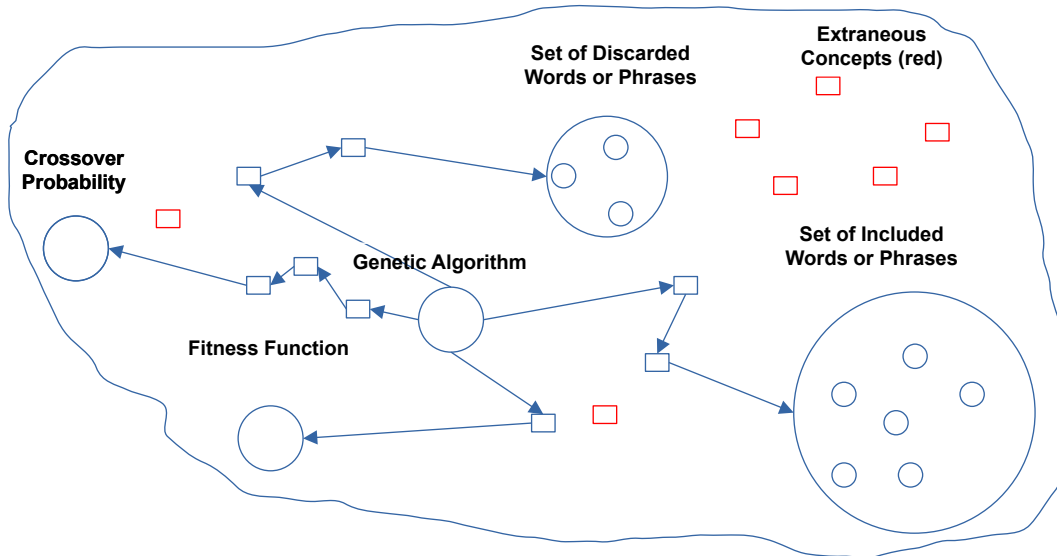 Extraneous
Concepts (red)
Set of Discarded
Words or Phrases
Crossover
Probability
Set of Included
Words or Phrases
Genetic Algorithm
Fitness Function